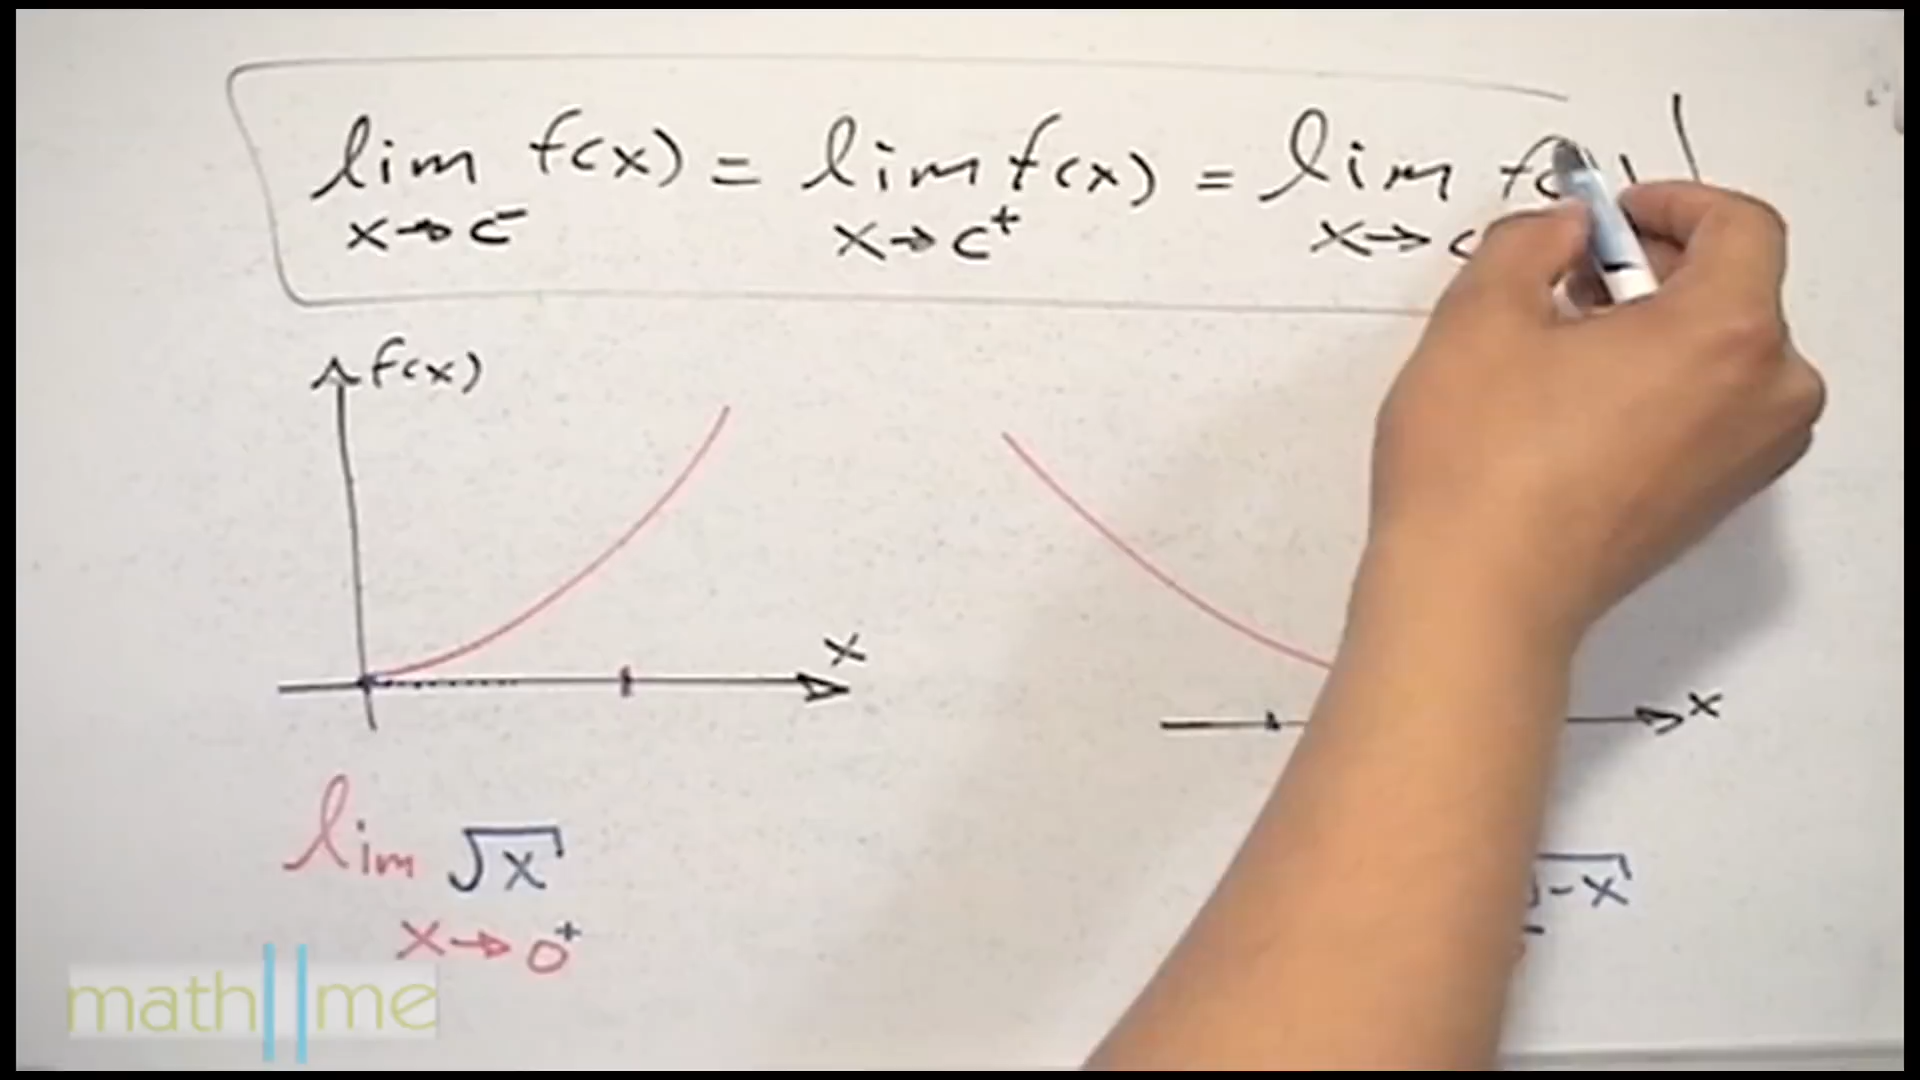 lim f(x) = lim f(x) = lim f(
x→c⁻ x→c⁺ x→c
f(x)
x
x
lim √x
x→0⁺
√-x
math||me